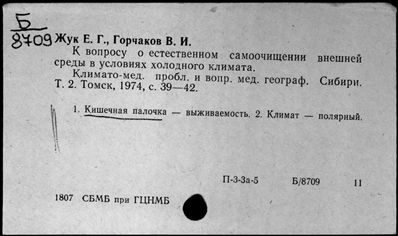 Б
8709
Жук Е. Г., Горчаков В. И.
К вопросу о естественном самоочищении внешней
среды в условиях холодного климата.
Климато-мед. пробл. и вопр. мед. географ. Сибири.
Т. 2. Томск, 1974, с. 39—42.
1. Кишечная палочка — выживаемость. 2. Климат — полярный.
П-3-3а-5 Б/8709 11
1807 СБМБ при ГЦНМБ